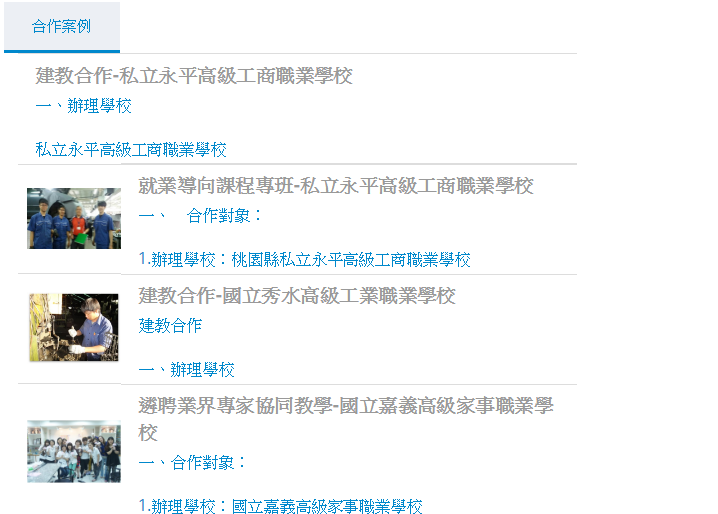 合作案例
建教合作-私立永平高級工商職業學校
一、辦理學校
私立永平高級工商職業學校
就業導向課程專班-私立永平高級工商職業學校
一、　合作對象：
1.辦理學校：桃園縣私立永平高級工商職業學校
建教合作-國立秀水高級工業職業學校
建教合作
一、辦理學校
遴聘業界專家協同教學-國立嘉義高級家事職業學
校
一、合作對象：
1.辦理學校：國立嘉義高級家事職業學校